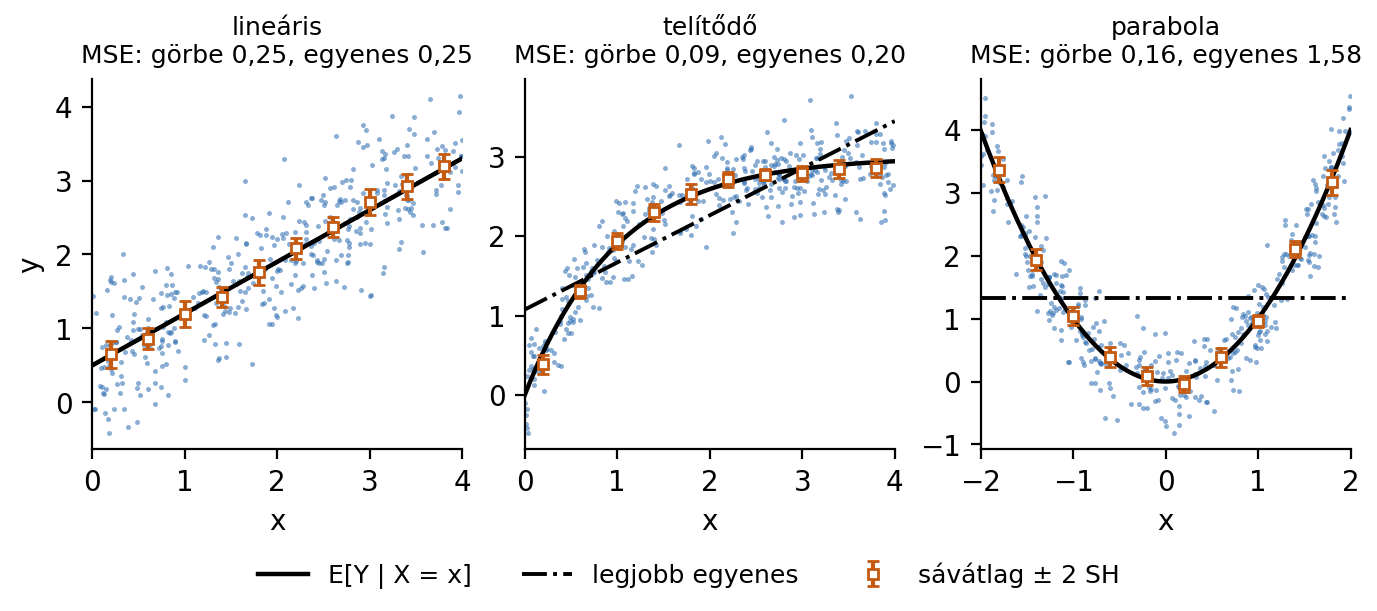 lineáris
MSE: görbe 0,25, egyenes 0,25
telítődő
MSE: görbe 0,09, egyenes 0,20
parabola
MSE: görbe 0,16, egyenes 1,58
y
4
3
2
1
0
0 1 2 3 4
x
3
2
1
0
0 1 2 3 4
x
4
3
2
1
0
−1
−2 −1 0 1 2
x
E[Y | X = x]
legjobb egyenes
sávátlag ± 2 SH